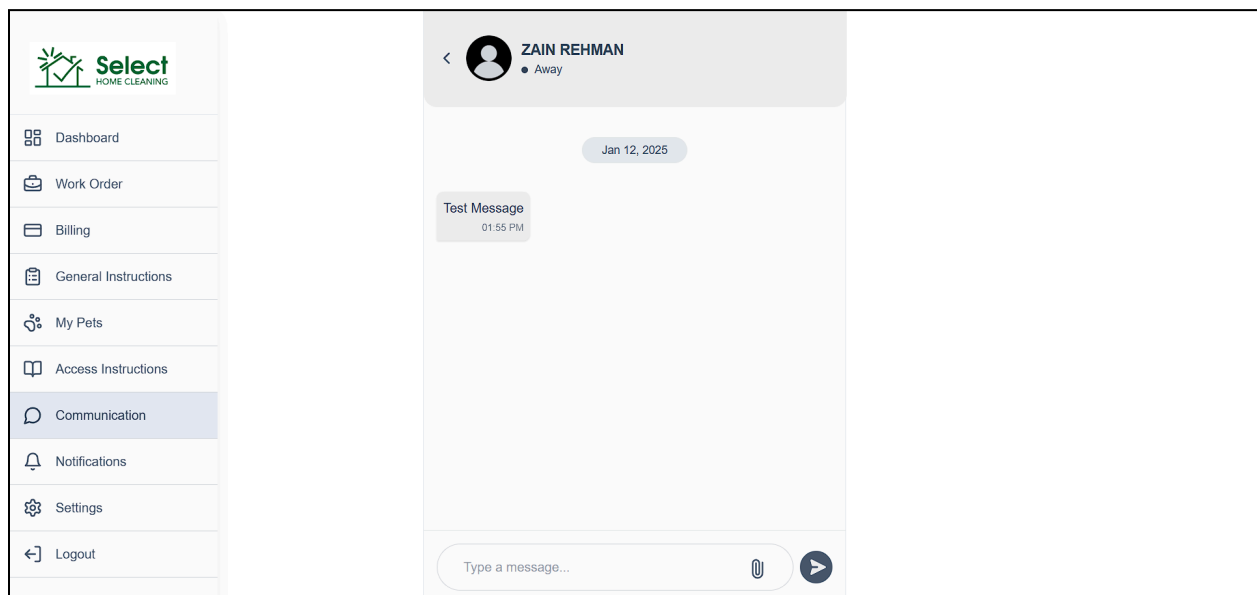 Select
HOME CLEANING
Dashboard
Work Order
Billing
General Instructions
My Pets
Access Instructions
Communication
Notifications
Settings
Logout
ZAIN REHMAN
Away
Jan 12, 2025
Test Message
01:55 PM
Type a message...